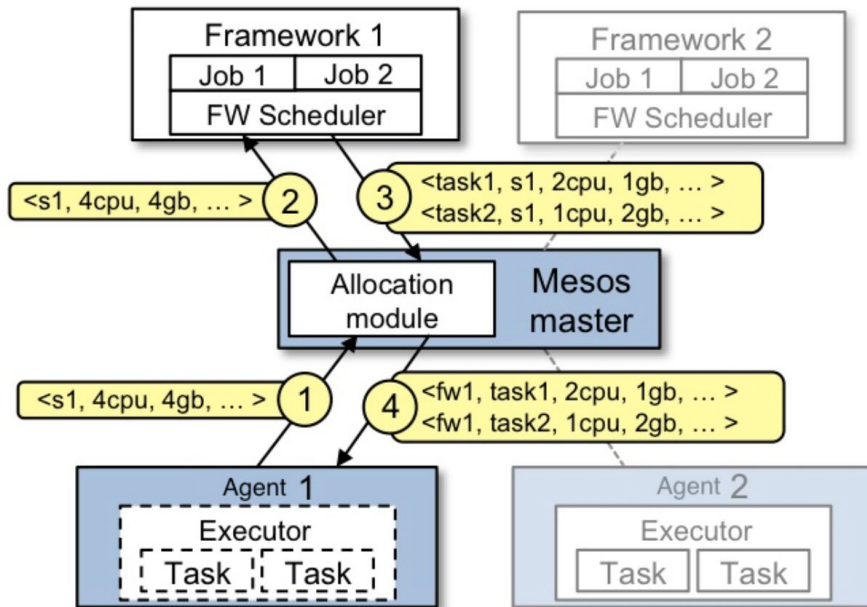 Framework 1
Job 1 Job 2
FW Scheduler
Framework 2
Job 1 Job 2
FW Scheduler
<s1, 4cpu, 4gb, … >
2
3
<task1, s1, 2cpu, 1gb, … >
<task2, s1, 1cpu, 2gb, … >
Allocation
module
Mesos
master
<s1, 4cpu, 4gb, … >
1
4
<fw1, task1, 2cpu, 1gb, … >
<fw1, task2, 1cpu, 2gb, … >
Agent 1
Executor
Task Task
Agent 2
Executor
Task Task